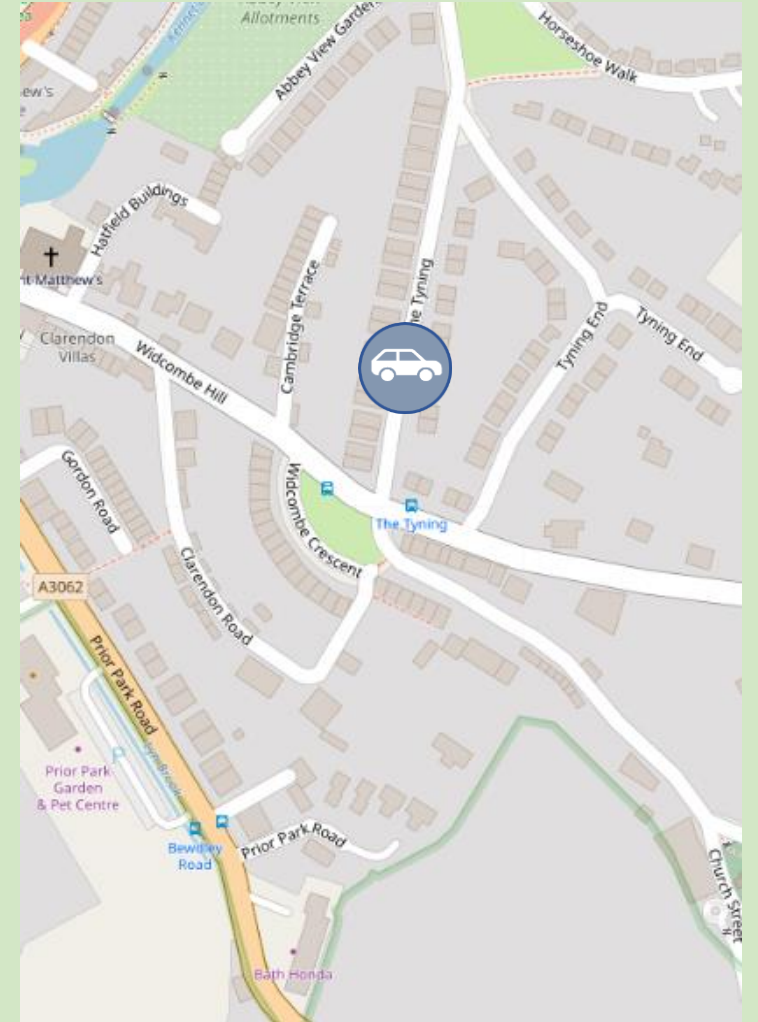 Allotments
Abbey View Gardens
Horseshoe Walk
Hatfield Buildings
Cambridge Terrace
The Tyning
Tyning End
Tyning End
Clarendon
Villas
Widcombe Hill
Gordon Road
Widcombe Crescent
The Tyning
Clarendon Road
A3062
Prior Park Road
P
Prior Park
Garden
& Pet Centre
Bewdley
Road
Prior Park Road
Church Street
Bath Honda